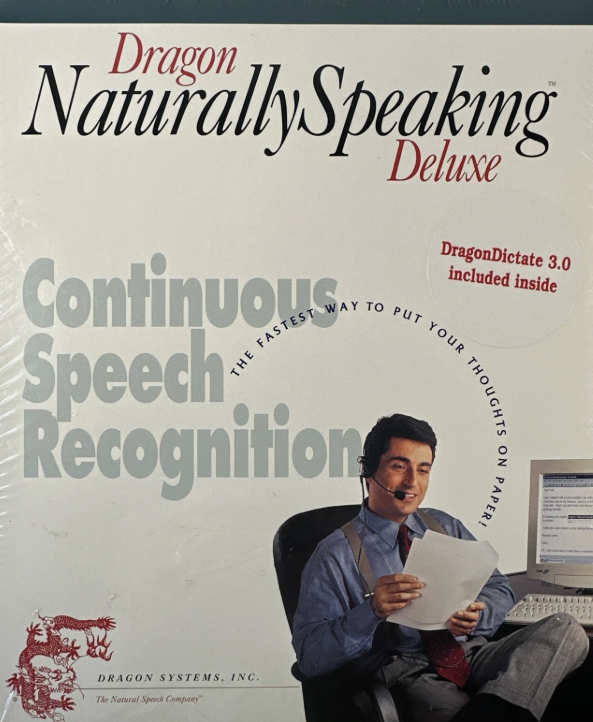 Dragon
NaturallySpeaking™
Deluxe
DragonDictate 3.0
included inside
Continuous
Speech
Recognition
THE FASTEST WAY TO PUT YOUR THOUGHTS ON PAPER!
DRAGON SYSTEMS, INC.
The Natural Speech Company™